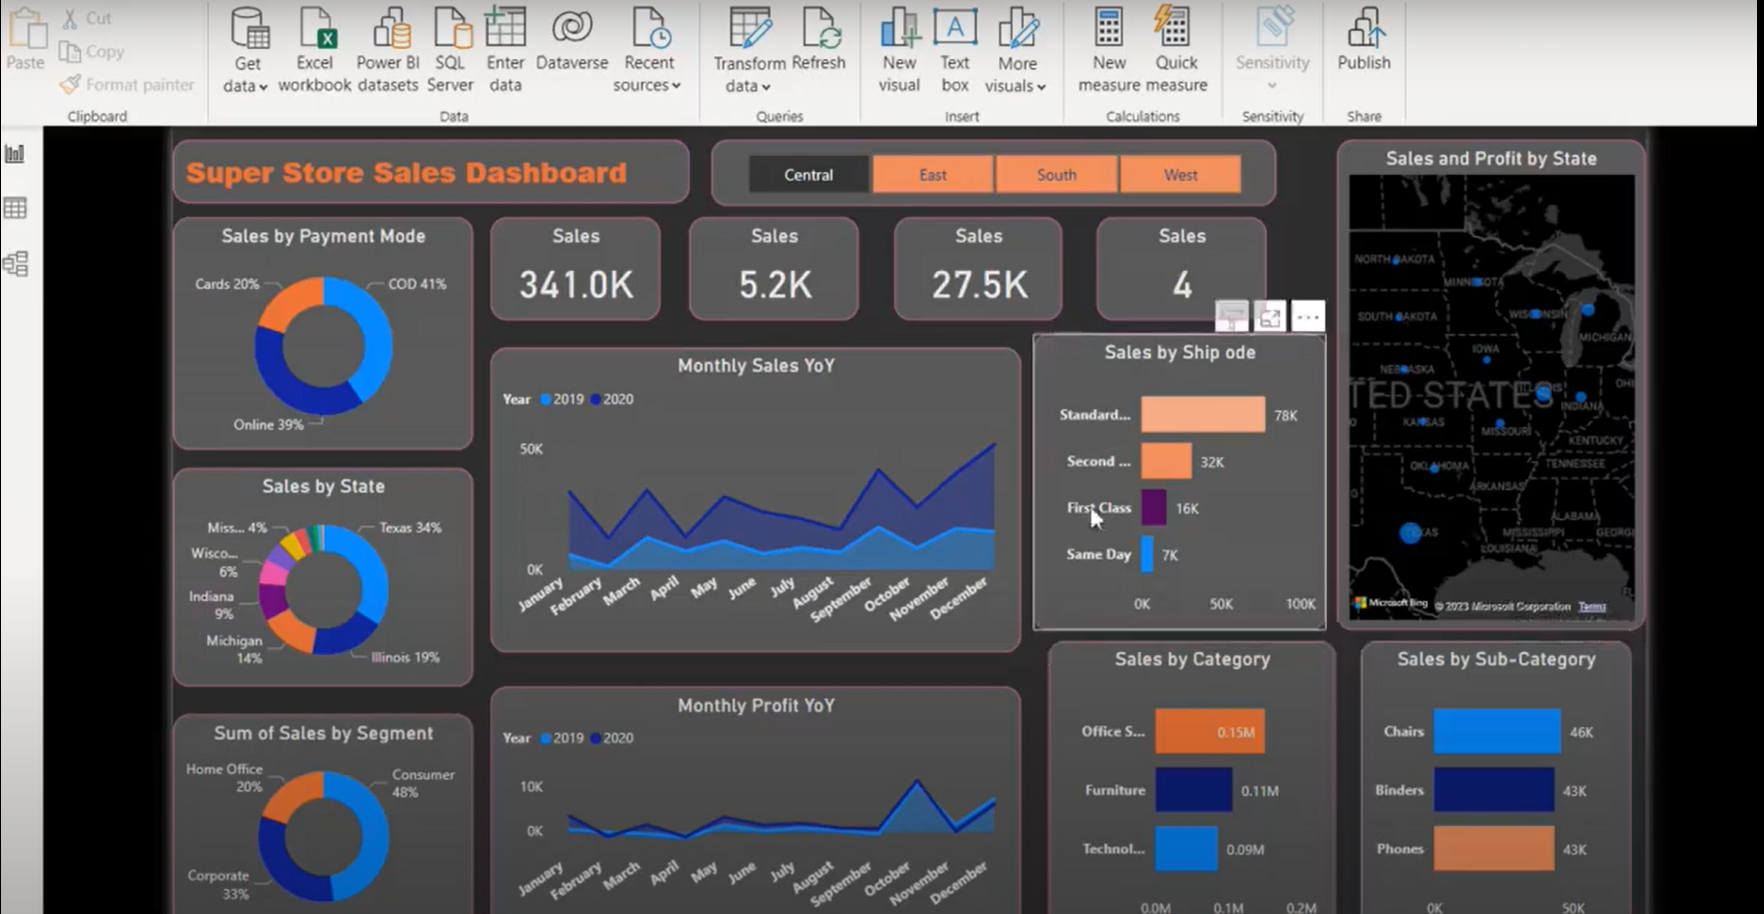 Paste
Cut
Copy
Format painter
Clipboard
Get data
Excel workbook
Power BI datasets
SQL Server
Enter data
Dataverse
Recent sources
Data
Transform data
Refresh
Queries
New visual
Text box
More visuals
Insert
New measure
Quick measure
Calculations
Sensitivity
Sensitivity
Publish
Share
Super Store Sales Dashboard
Central
East
South
West
Sales by Payment Mode
Cards 20%
COD 41%
Online 39%
Sales
341.0K
Sales
5.2K
Sales
27.5K
Sales
4
Sales and Profit by State
NORTH DAKOTA
MINNESOTA
SOUTH DAKOTA
WISCONSIN
MICHIGAN
IOWA
NEBRASKA
TED STATES
ILLINOIS
INDIANA
OH
KANSAS
MISSOURI
KENTUCKY
OKLAHOMA
TENNESSEE
ARKANSAS
ALABAMA
TEXAS
MISSISSIPPI
GEORGI
LOUISIANA
Microsoft Bing
© 2023 Microsoft Corporation
Terms
Monthly Sales YoY
Year
2019
2020
50K
0K
January
February
March
April
May
June
July
August
September
October
November
December
Sales by Ship ode
Standard...
78K
Second ...
32K
First Class
16K
Same Day
7K
0K
50K
100K
Sales by State
Miss... 4%
Texas 34%
Wisco...
6%
Indiana
9%
Michigan
14%
Illinois 19%
Sum of Sales by Segment
Home Office
20%
Consumer
48%
Corporate
33%
Monthly Profit YoY
Year
2019
2020
10K
0K
January
February
March
April
May
June
July
August
September
October
November
December
Sales by Category
Office S...
0.15M
Furniture
0.11M
Technol...
0.09M
0.0M
0.1M
0.2M
Sales by Sub-Category
Chairs
46K
Binders
43K
Phones
43K
0K
50K